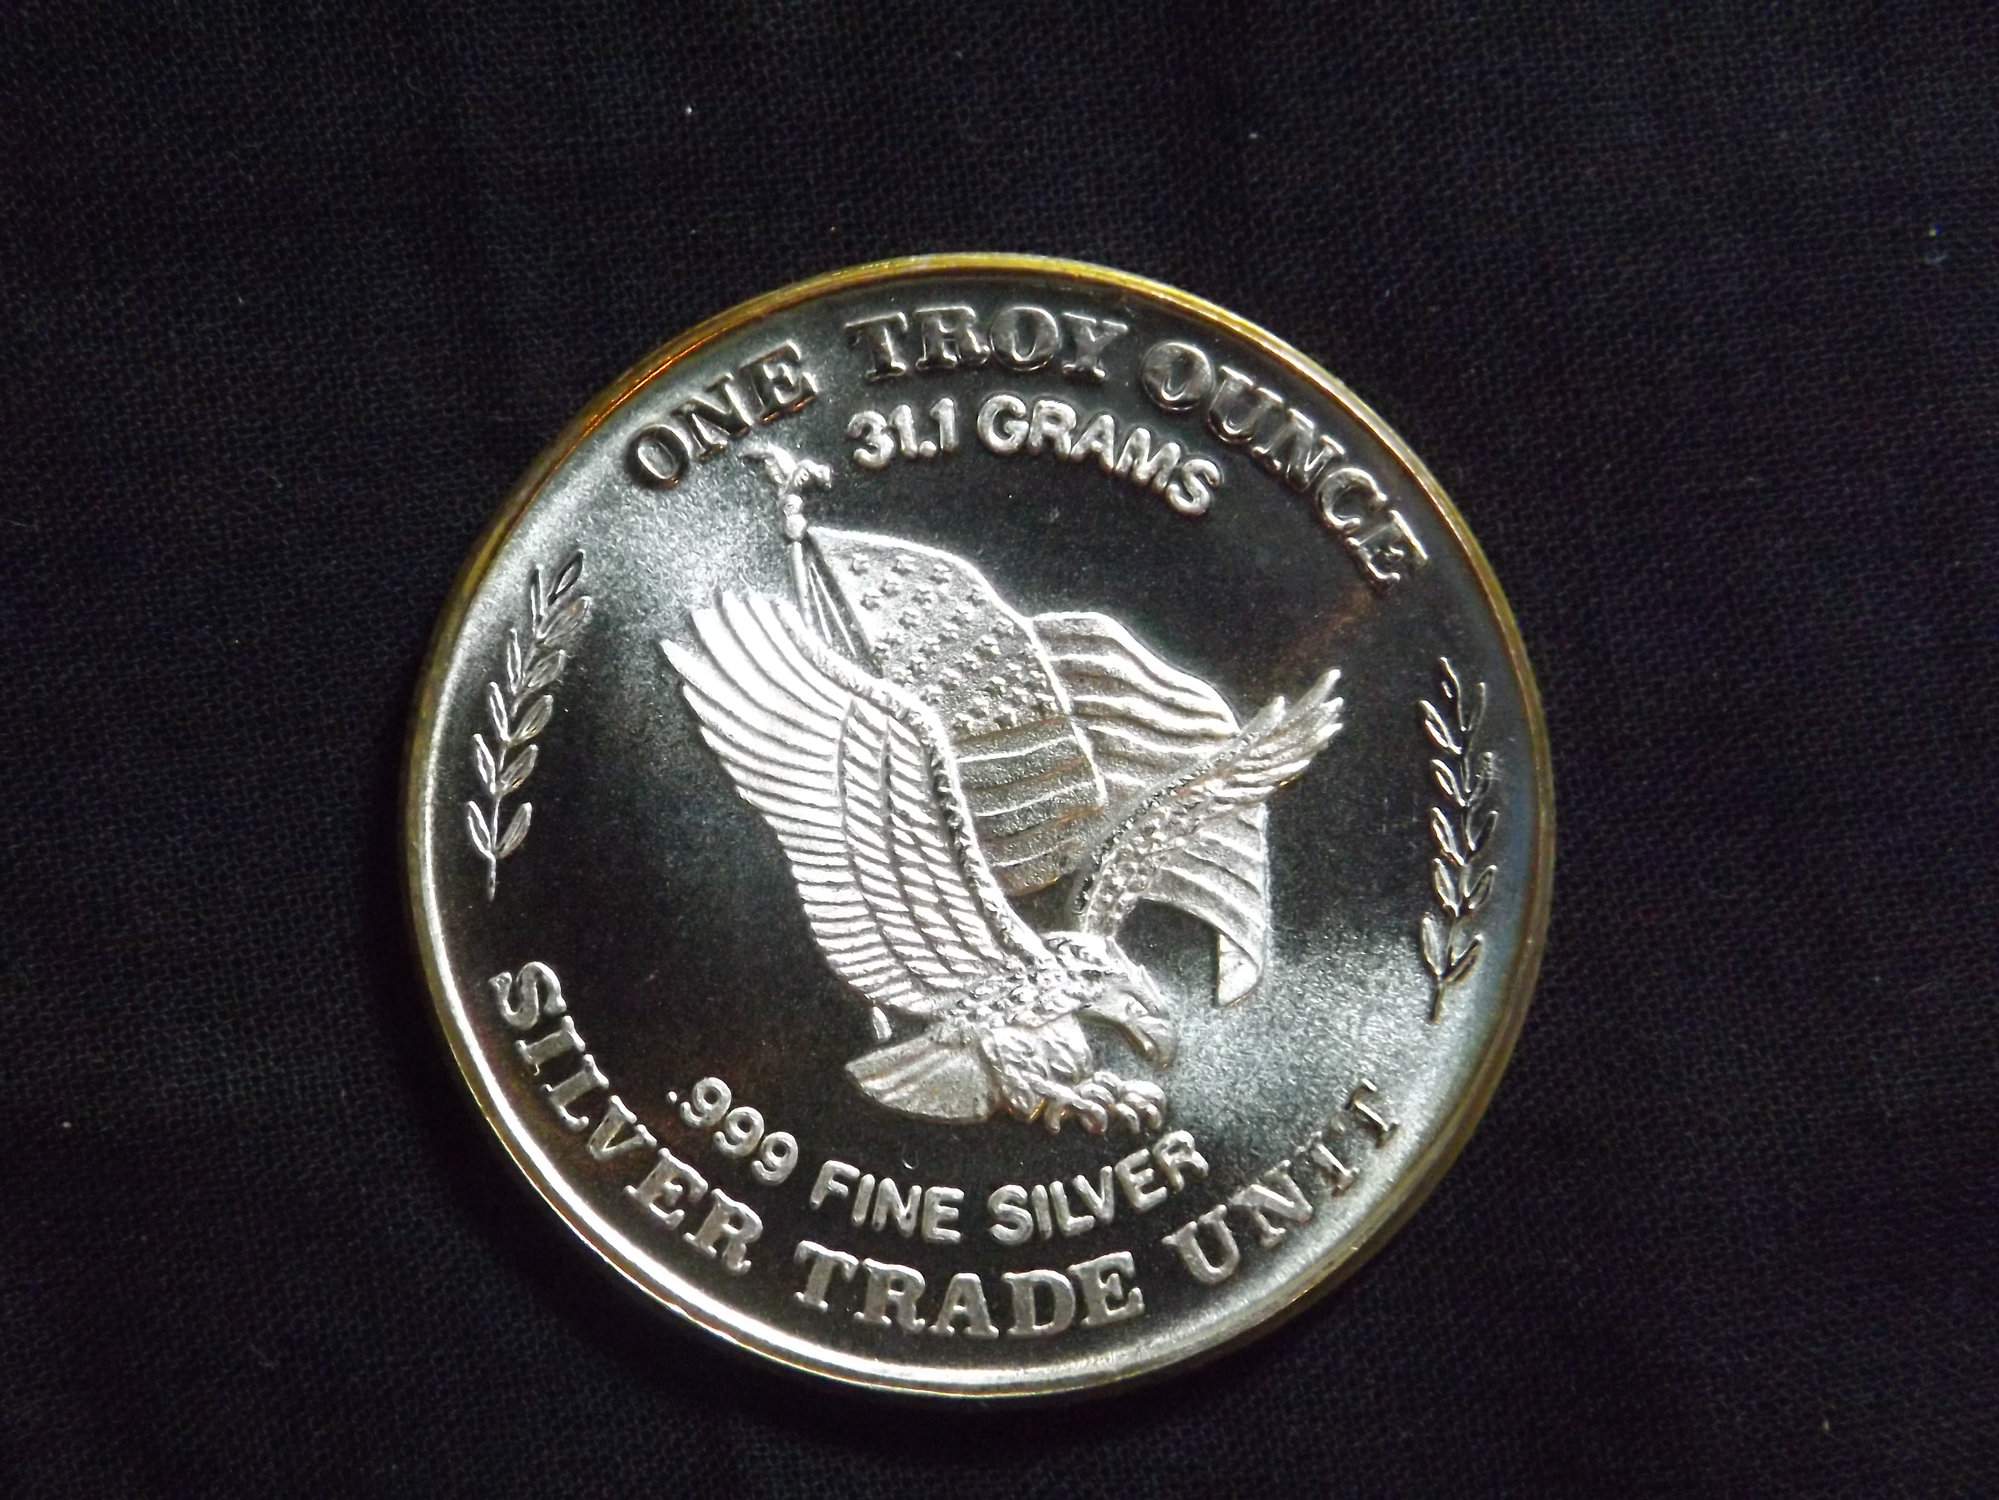 ONE TROY OUNCE
31.1 GRAMS
.999 FINE SILVER
SILVER TRADE UNIT